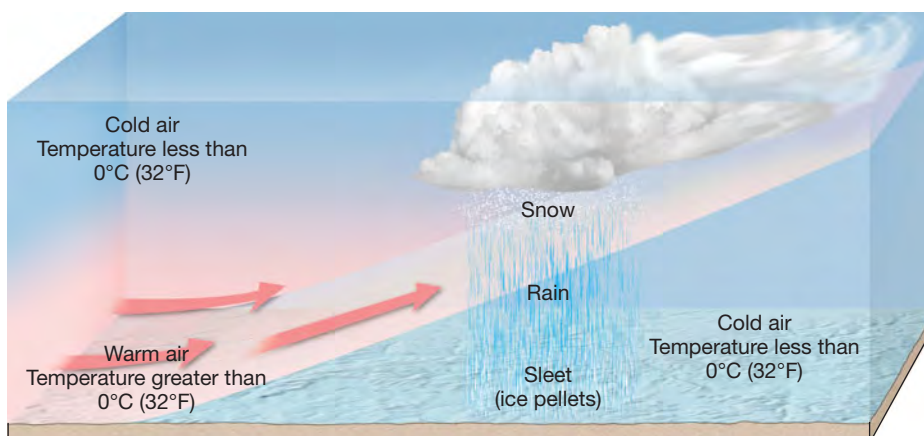 Cold air
Temperature less than
0°C (32°F)
Snow
Rain
Warm air
Temperature greater than
0°C (32°F)
Sleet
(ice pellets)
Cold air
Temperature less than
0°C (32°F)